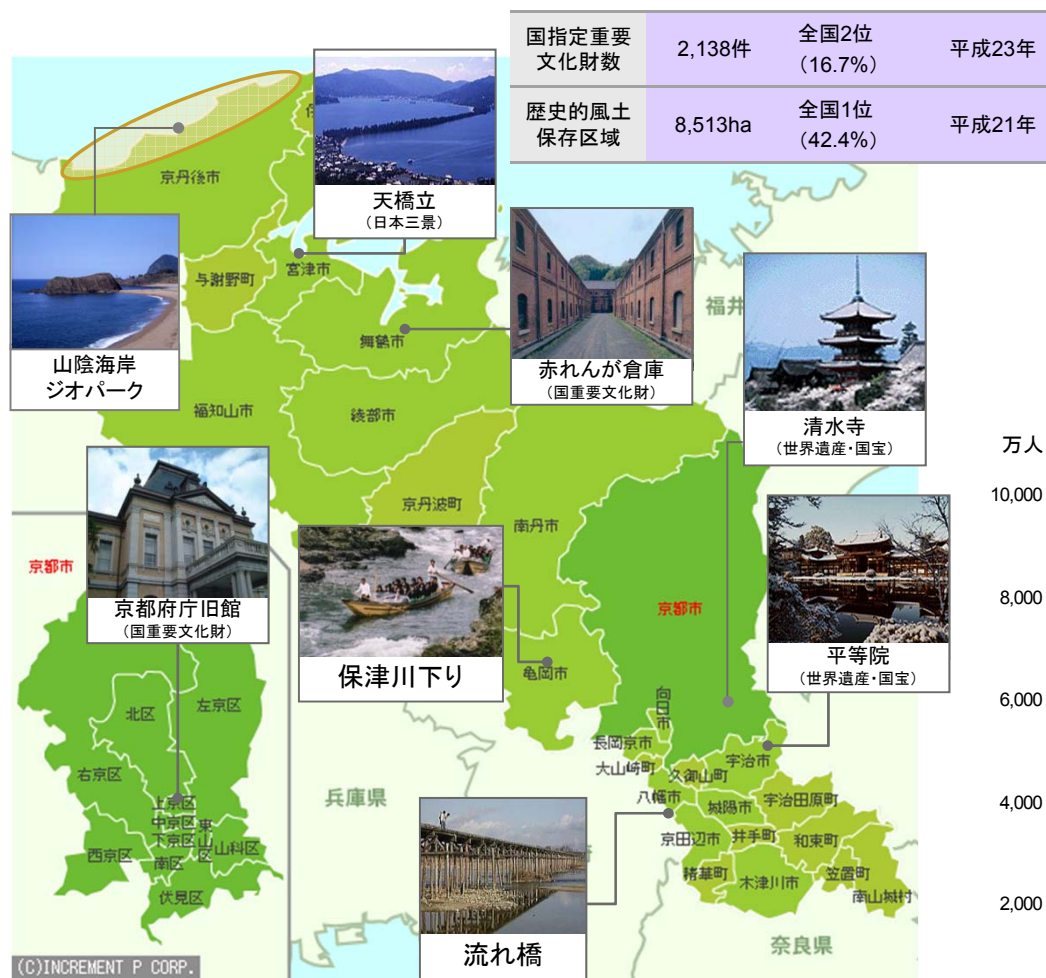 国指定重要
文化財数
2,138件
全国2位
（16.7%）
平成23年
歴史的風土
保存区域
8,513ha
全国1位
（42.4%）
平成21年
京丹後市
天橋立
（日本三景）
与謝野町
宮津市
山陰海岸
ジオパーク
舞鶴市
赤れんが倉庫
（国重要文化財）
福井
清水寺
（世界遺産・国宝）
福知山市
綾部市
京丹波町
南丹市
京都市
京都府庁旧館
（国重要文化財）
保津川下り
亀岡市
京都市
平等院
（世界遺産・国宝）
万人
10,000
8,000
6,000
4,000
2,000
北区
左京区
右京区
上京区
中京区
下京区
東山区
山科区
西京区
南区
伏見区
兵庫県
向日市
長岡京市
大山崎町
久御山町
宇治市
八幡市
城陽市
宇治田原町
京田辺市
井手町
和束町
精華町
木津川市
笠置町
南山城村
流れ橋
奈良県
(C)INCREMENT P CORP.